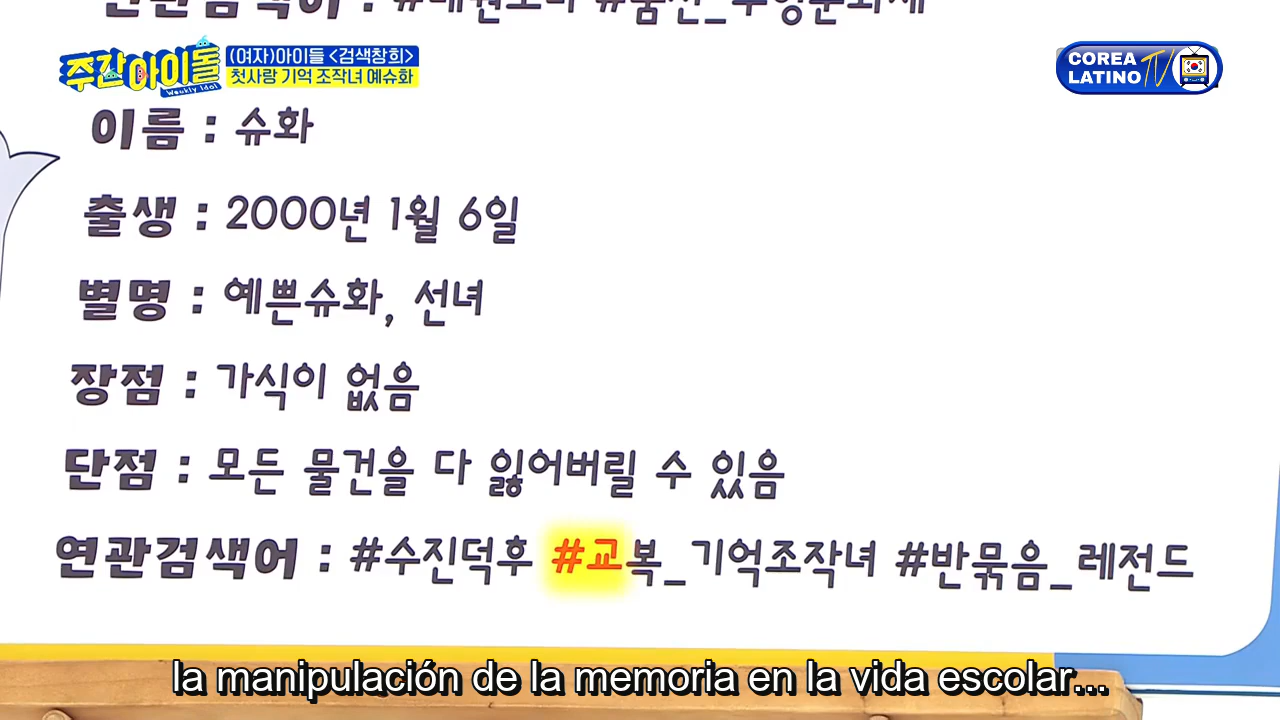 주간아이돌
Weekly Idol
(여자)아이들 <검색창희>
첫사랑 기억 조작녀 예슈화
COREA
LATINO TV
이름 : 슈화
출생 : 2000년 1월 6일
별명 : 예쁜슈화, 선녀
장점 : 가식이 없음
단점 : 모든 물건을 다 잃어버릴 수 있음
연관검색어 : #수진덕후 #교복_기억조작녀 #반묶음_레전드
la manipulación de la memoria en la vida escolar...